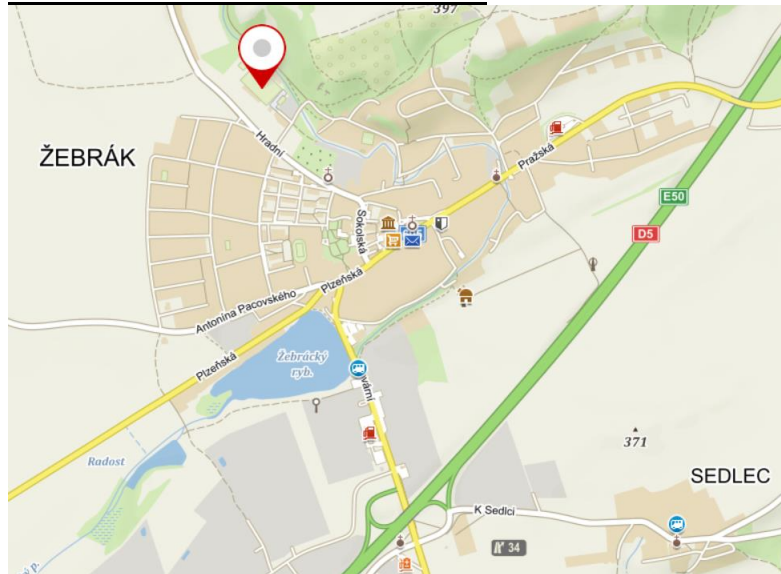 397
ŽEBRÁK
Hradní
Pražská
Sokolská
E50
D5
Plzeňská
Antonína Pacovského
Žebrácký
ryb.
Plzeňská
371
Radost
SEDLEC
K Sedlci
34
p.